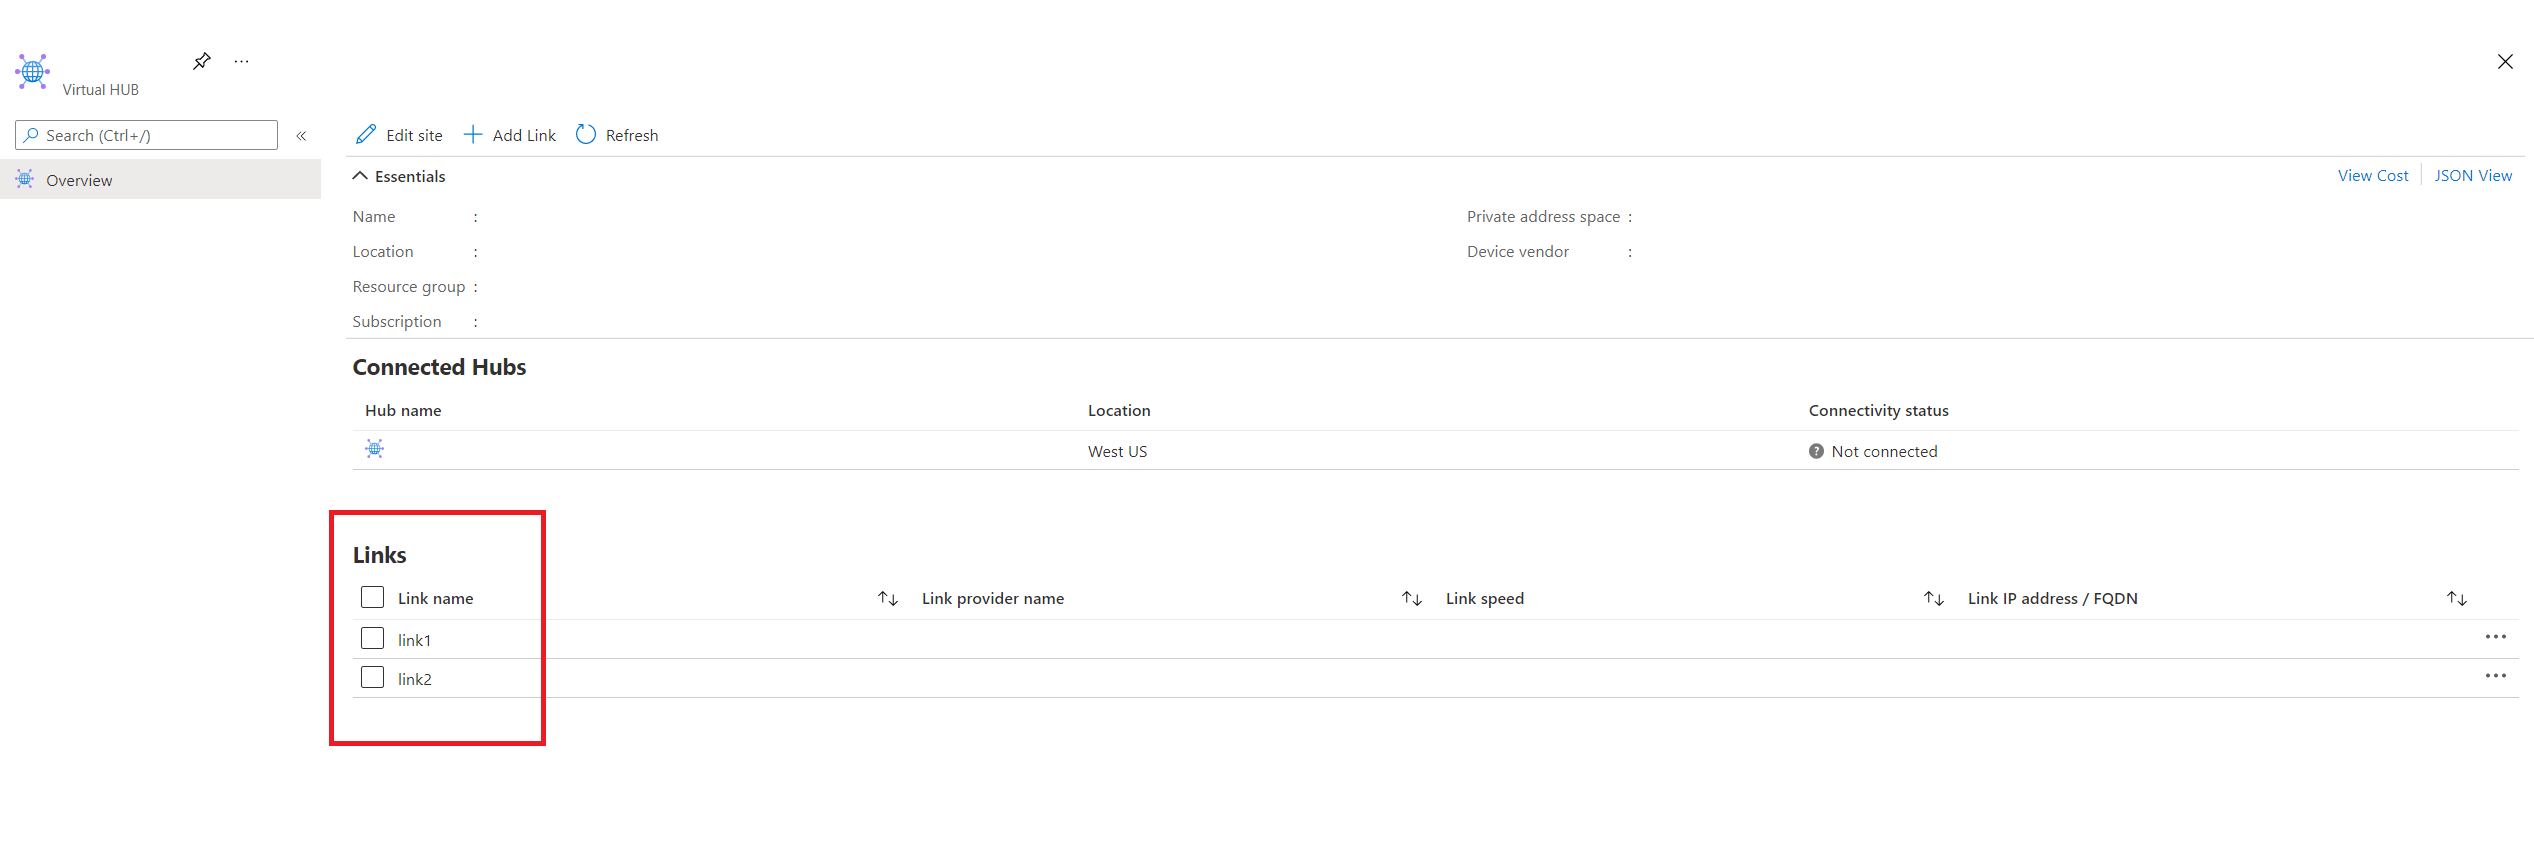 Virtual HUB
Search (Ctrl+/)
Overview
Edit site Add Link Refresh
Essentials View Cost JSON View
Name : Private address space :
Location : Device vendor :
Resource group :
Subscription :
Connected Hubs
Hub name Location Connectivity status
West US Not connected
Links
Link name Link provider name Link speed Link IP address / FQDN
link1
link2